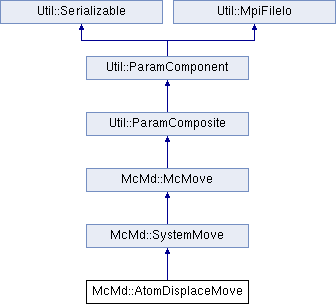 Util::Serializable
Util::MpiFileIo
Util::ParamComponent
Util::ParamComposite
McMd::McMove
McMd::SystemMove
McMd::AtomDisplaceMove